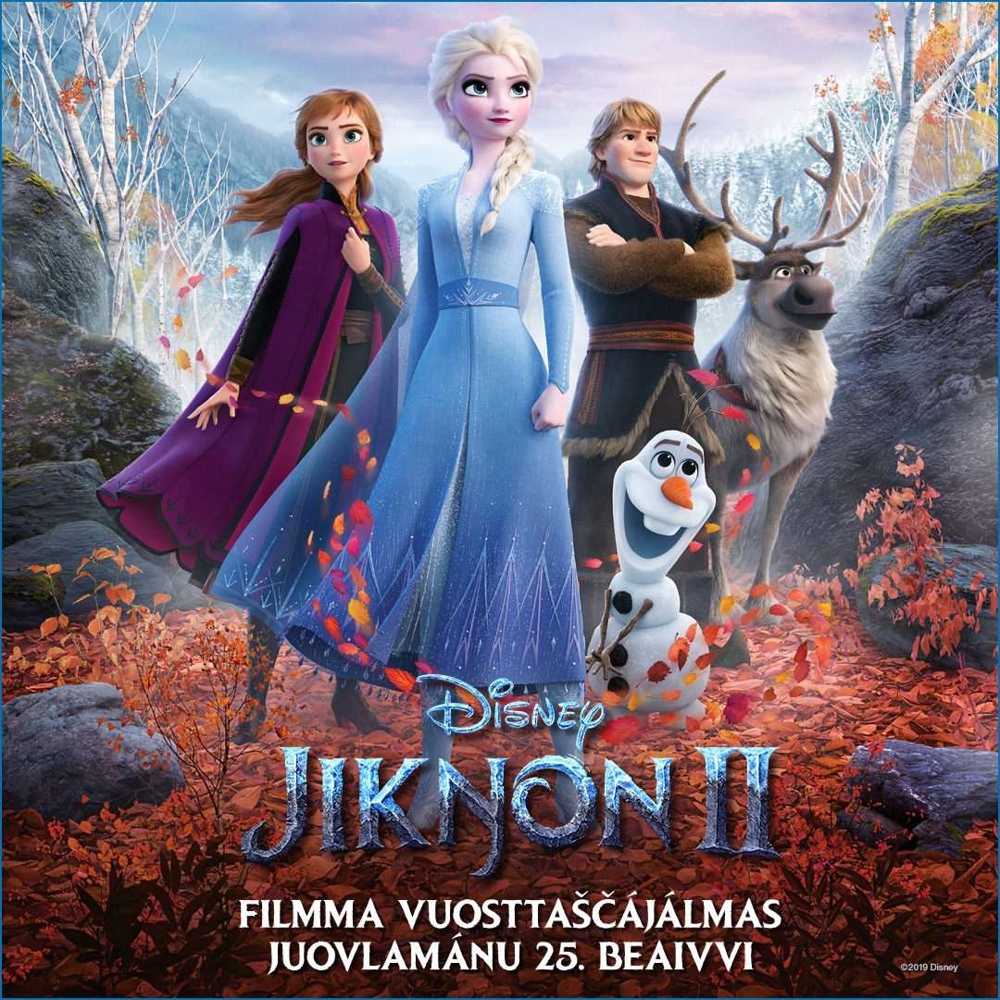 DISNEY
JIKŊON II
FILMMA VUOSTTAŠČÁJÁLMAS
JUOVLAMÁNU 25. BEAIVVI
©2019 Disney